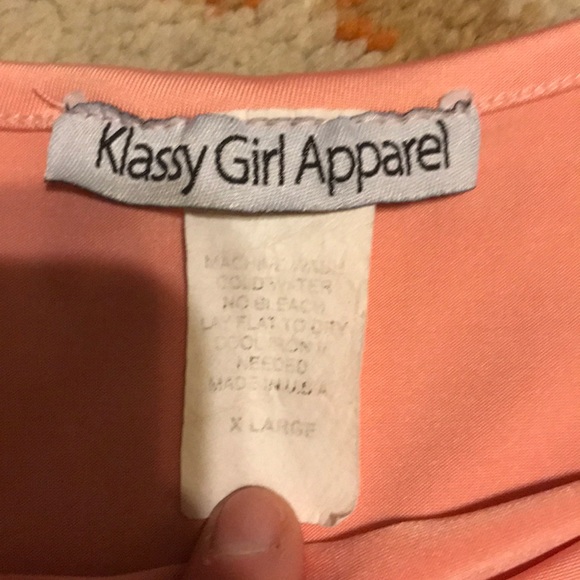 Klassy Girl Apparel
MACHINE WASH
COLD WATER
NO BLEACH
LAY FLAT TO DRY
COOL IRON IF
NEEDED
MADE IN U.S.A
X LARGE